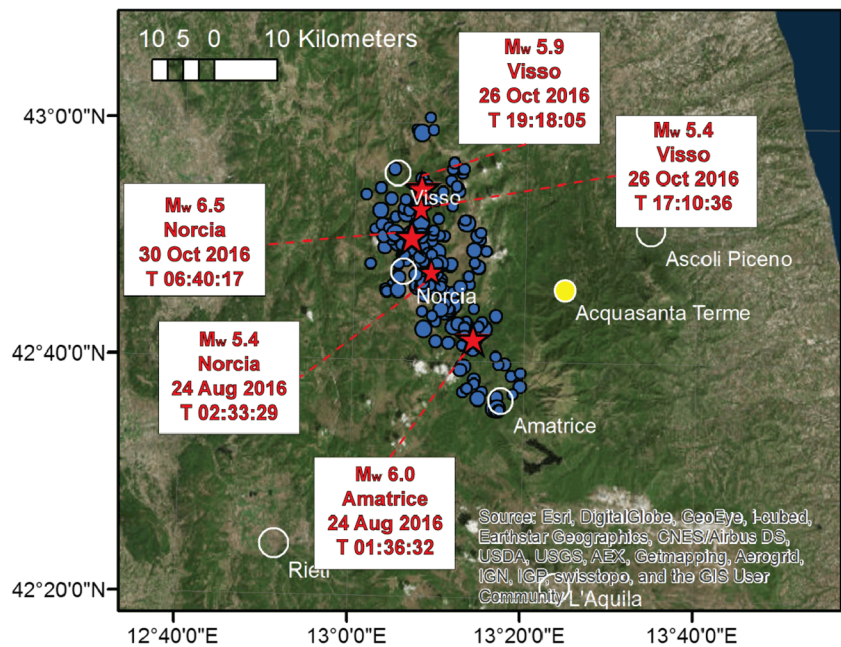 10 5 0 10 Kilometers
Mw 5.9
Visso
26 Oct 2016
T 19:18:05
43°0'0"N
Mw 5.4
Visso
26 Oct 2016
T 17:10:36
Visso
Mw 6.5
Norcia
30 Oct 2016
T 06:40:17
Ascoli Piceno
Norcia
Acquasanta Terme
Mw 5.4
Norcia
24 Aug 2016
T 02:33:29
42°40'0"N
Amatrice
Mw 6.0
Amatrice
24 Aug 2016
T 01:36:32
Source: Esri, DigitalGlobe, GeoEye, i-cubed,
Earthstar Geographics, CNES/Airbus DS,
USDA, USGS, AEX, Getmapping, Aerogrid,
IGN, IGP, swisstopo, and the GIS User
Community
Rieti
L'Aquila
42°20'0"N
12°40'0"E
13°0'0"E
13°20'0"E
13°40'0"E